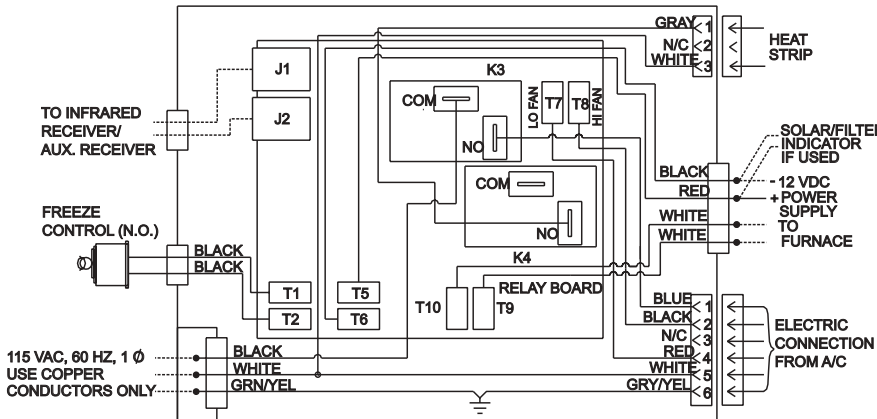 GRAY 1
N/C 2
WHITE 3
HEAT
STRIP
J1
J2
K3
COM
NO
LO FAN
T7
T8
HI FAN
TO INFRARED
RECEIVER/
AUX. RECEIVER
SOLAR/FILTE
INDICATOR
IF USED
BLACK
RED
WHITE
WHITE
- 12 VDC
+ POWER
SUPPLY
TO
FURNACE
COM
NO
K4
FREEZE
CONTROL (N.O.)
BLACK
BLACK
T1
T2
T5
T6
T10
T9
RELAY BOARD
BLUE 1
BLACK 2
N/C 3
RED 4
WHITE 5
GRY/YEL 6
ELECTRIC
CONNECTION
FROM A/C
115 VAC, 60 HZ, 1 Ø
USE COPPER
CONDUCTORS ONLY
BLACK
WHITE
GRN/YEL